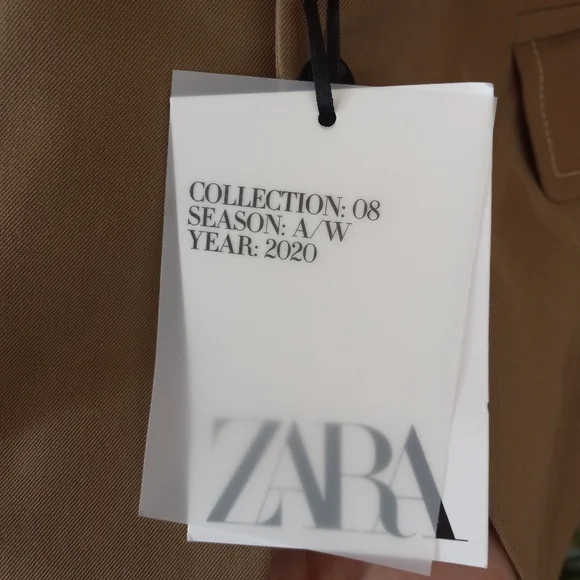 COLLECTION: 08
SEASON: A/W
YEAR: 2020
ZARA